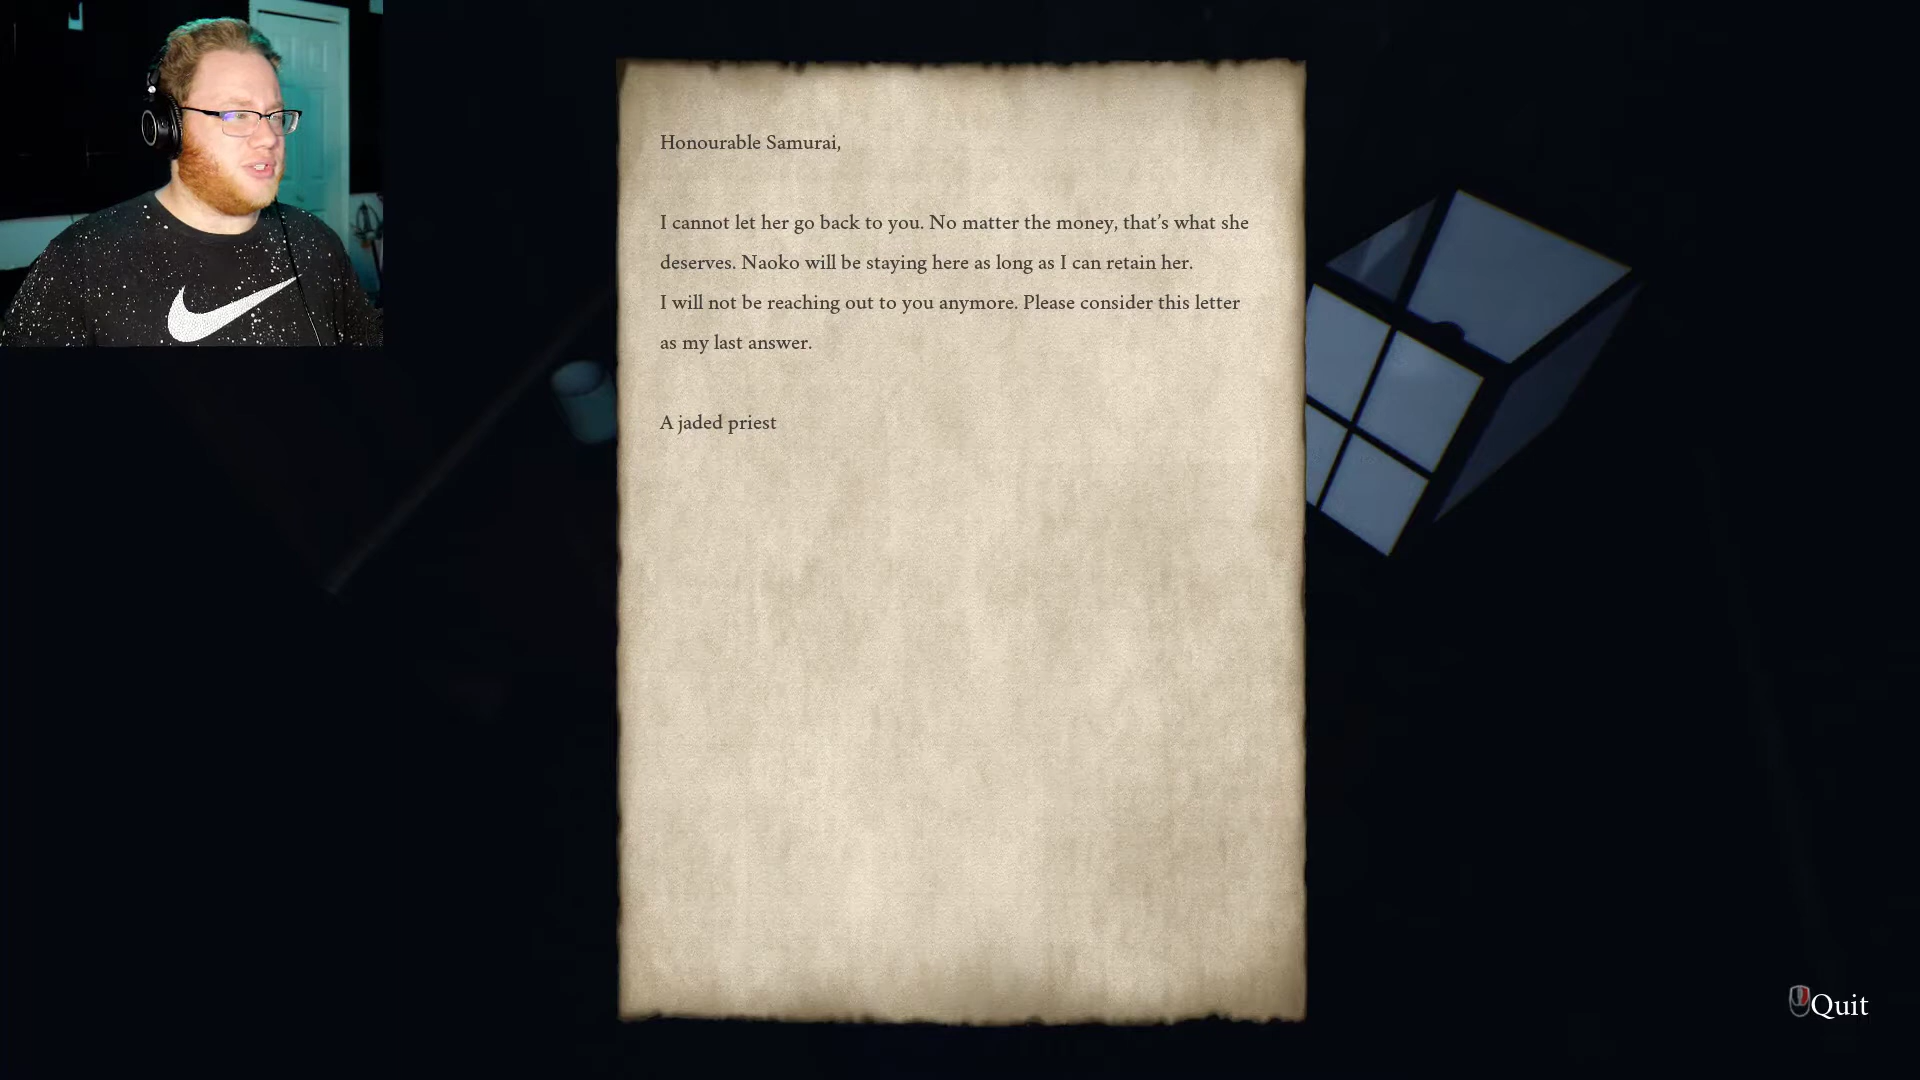 Honourable Samurai,
I cannot let her go back to you. No matter the money, that's what she
deserves. Naoko will be staying here as long as I can retain her.
I will not be reaching out to you anymore. Please consider this letter
as my last answer.
A jaded priest
Quit